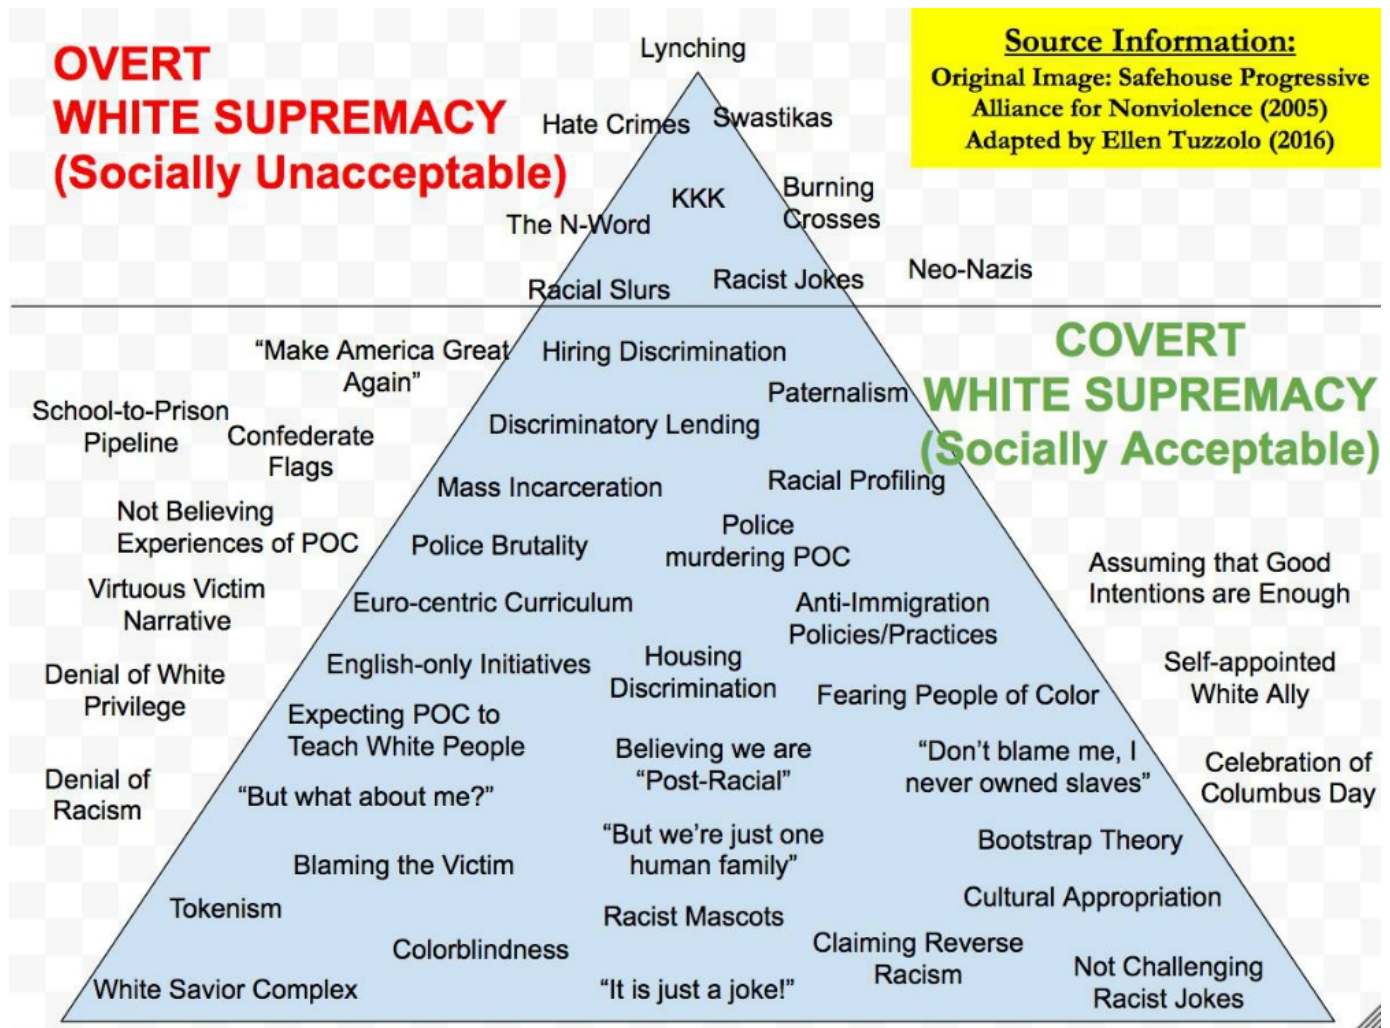 OVERT
WHITE SUPREMACY
(Socially Unacceptable)
Source Information:
Original Image: Safehouse Progressive
Alliance for Nonviolence (2005)
Adapted by Ellen Tuzzolo (2016)
Lynching
Hate Crimes
Swastikas
KKK
Burning
Crosses
The N-Word
Neo-Nazis
Racist Jokes
Racial Slurs
COVERT
WHITE SUPREMACY
(Socially Acceptable)
“Make America Great
Again”
Hiring Discrimination
Paternalism
School-to-Prison
Pipeline
Confederate
Flags
Discriminatory Lending
Mass Incarceration
Racial Profiling
Not Believing
Experiences of POC
Police Brutality
Police
murdering POC
Assuming that Good
Intentions are Enough
Virtuous Victim
Narrative
Euro-centric Curriculum
Anti-Immigration
Policies/Practices
Denial of White
Privilege
English-only Initiatives
Housing
Discrimination
Fearing People of Color
Self-appointed
White Ally
Expecting POC to
Teach White People
Believing we are
“Post-Racial”
“Don’t blame me, I
never owned slaves”
Celebration of
Columbus Day
Denial of
Racism
“But what about me?”
“But we’re just one
human family”
Bootstrap Theory
Blaming the Victim
Tokenism
Racist Mascots
Cultural Appropriation
Colorblindness
Claiming Reverse
Racism
White Savior Complex
“It is just a joke!”
Not Challenging
Racist Jokes